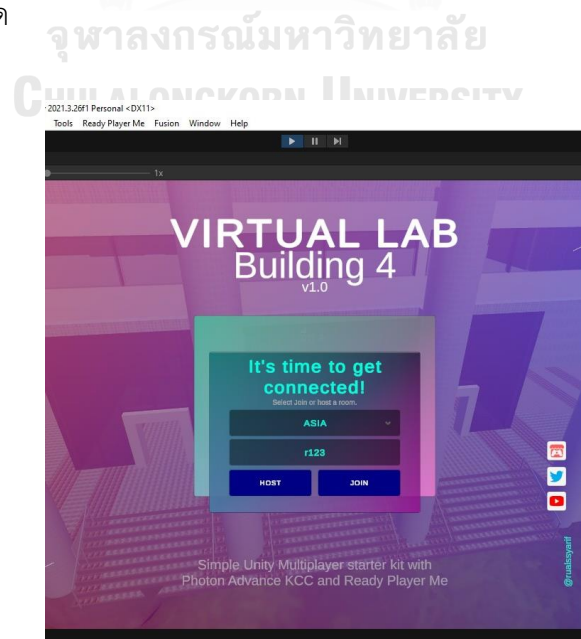 จุฬาลงกรณ์มหาวิทยาลัย
CHULALONGKORN UNIVERSITY
2021.3.26f1 Personal <DX11>
Tools Ready Player Me Fusion Window Help
1x
VIRTUAL LAB
Building 4
v1.0
It's time to get
connected!
Select Join or host a room.
ASIA
r123
HOST JOIN
Simple Unity Multiplayer starter kit with
Photon Advance KCC and Ready Player Me
@rualssyarif